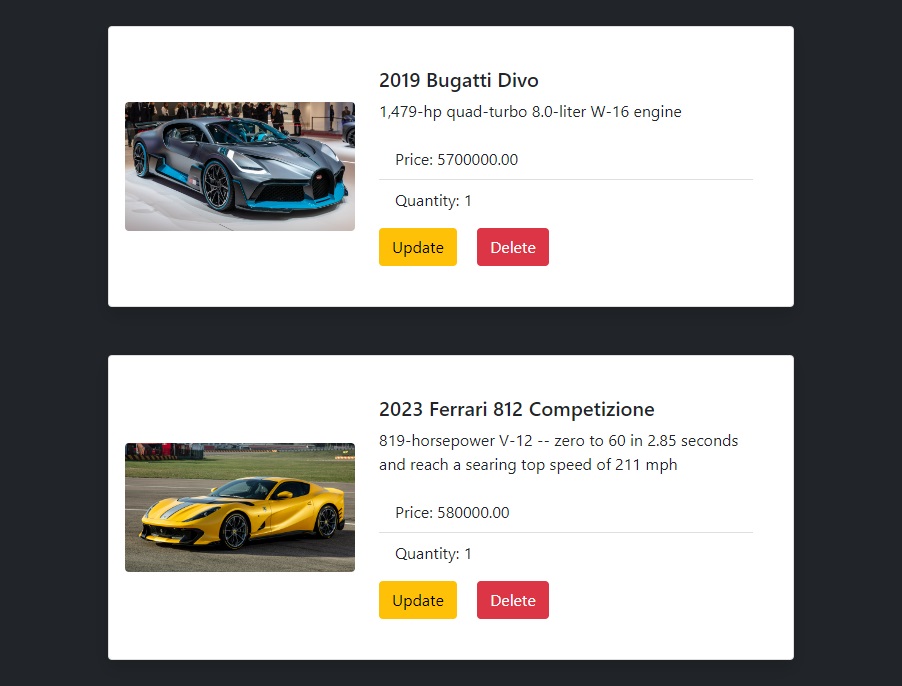 2019 Bugatti Divo
1,479-hp quad-turbo 8.0-liter W-16 engine
Price: 5700000.00
Quantity: 1
Update Delete
2023 Ferrari 812 Competizione
819-horsepower V-12 -- zero to 60 in 2.85 seconds
and reach a searing top speed of 211 mph
Price: 580000.00
Quantity: 1
Update Delete